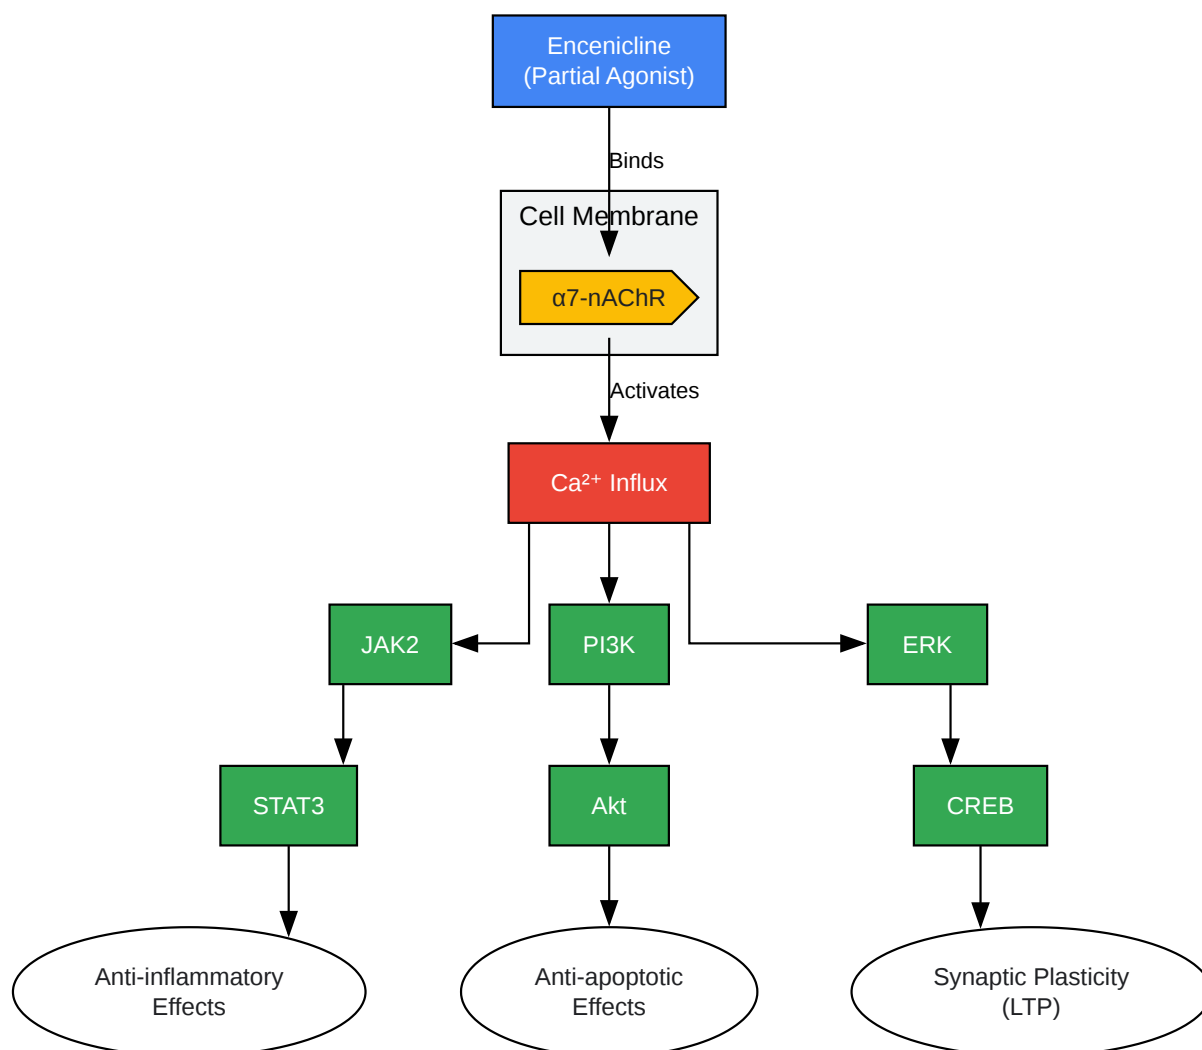 Encenicline
(Partial Agonist)
Binds
Cell Membrane
α7-nAChR
Activates
Ca²⁺ Influx
JAK2
PI3K
ERK
STAT3
Akt
CREB
Anti-inflammatory
Effects
Anti-apoptotic
Effects
Synaptic Plasticity
(LTP)